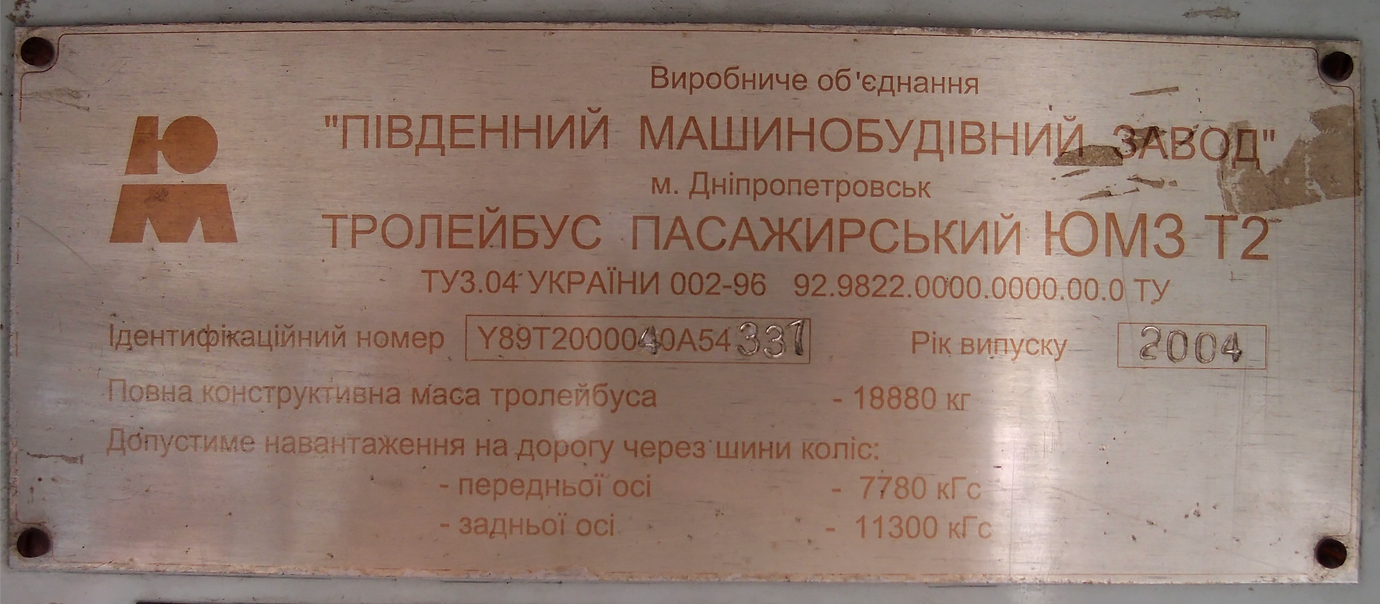 Виробниче об'єднання
"ПІВДЕННИЙ МАШИНОБУДІВНИЙ ЗАВОД"
м. Дніпропетровськ
ЮМ
ТРОЛЕЙБУС ПАСАЖИРСЬКИЙ ЮМЗ Т2
ТУ3.04 УКРАЇНИ 002-96 92.9822.0000.0000.00.0 ТУ
Ідентифікаційний номер Y89T2000040A54331 Рік випуску 2004
Повна конструктивна маса тролейбуса - 18880 кг
Допустиме навантаження на дорогу через шини коліс:
- передньої осі - 7780 кГс
- задньої осі - 11300 кГс